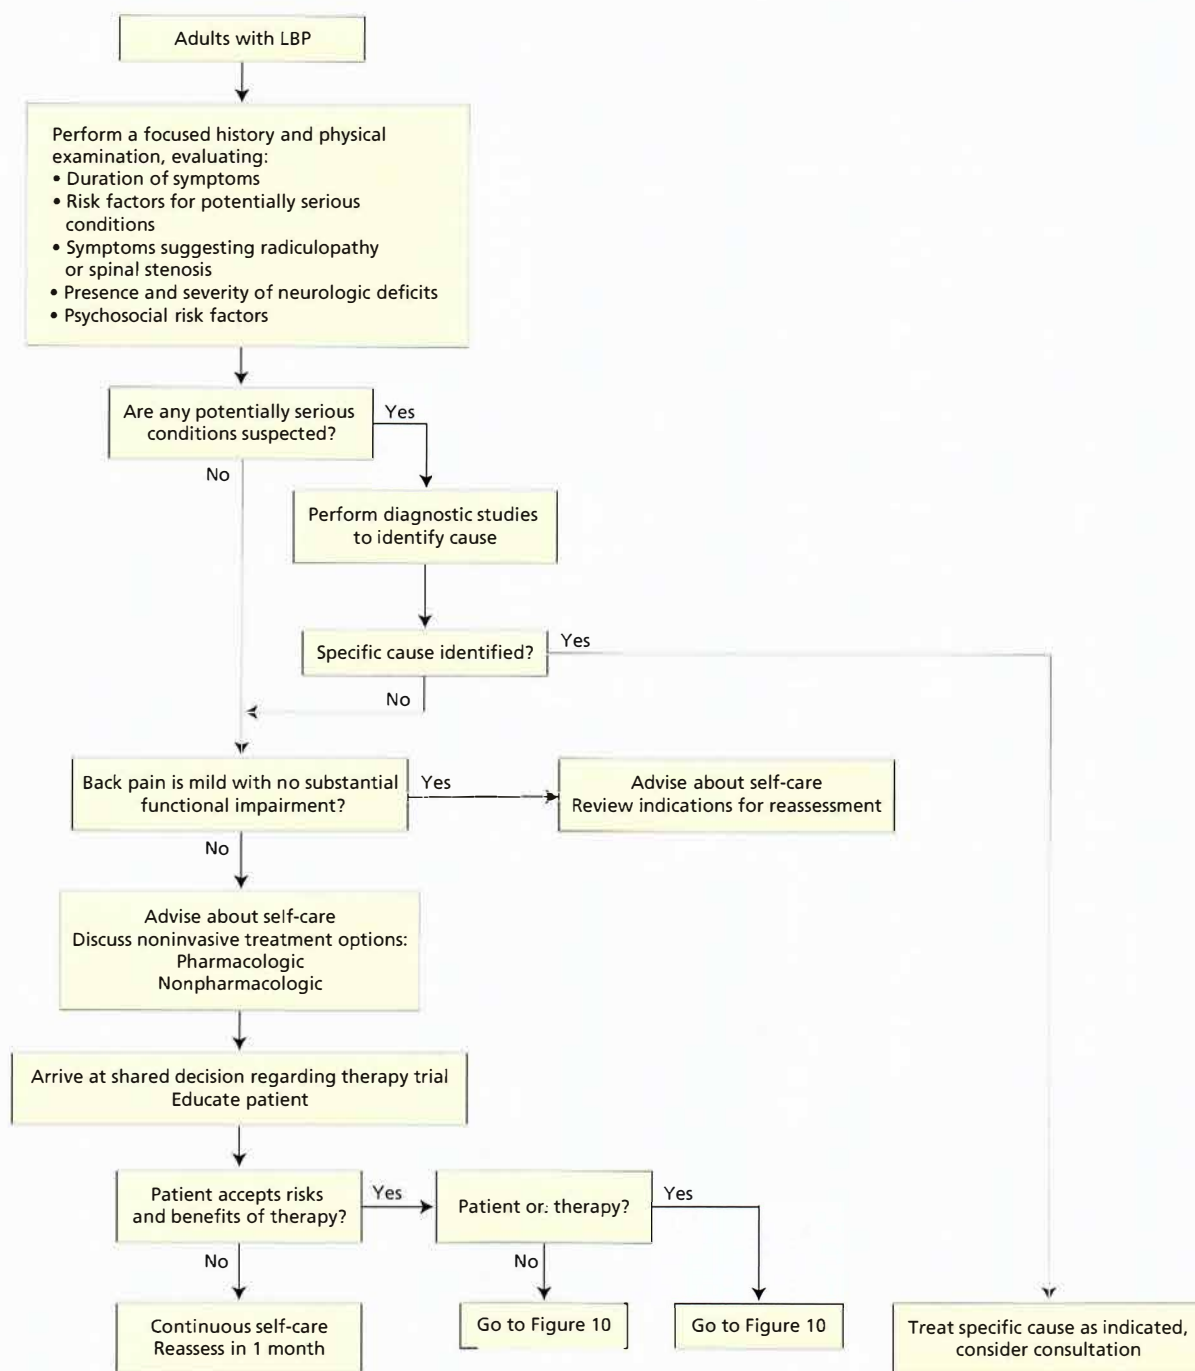 Adults with LBP
Perform a focused history and physical
examination, evaluating:
• Duration of symptoms
• Risk factors for potentially serious
conditions
• Symptoms suggesting radiculopathy
or spinal stenosis
• Presence and severity of neurologic deficits
• Psychosocial risk factors
Are any potentially serious
conditions suspected?
Yes
No
Perform diagnostic studies
to identify cause
Specific cause identified?
Yes
No
Back pain is mild with no substantial
functional impairment?
Yes
Advise about self-care
Review indications for reassessment
No
Advise about self-care
Discuss noninvasive treatment options:
Pharmacologic
Nonpharmacologic
Arrive at shared decision regarding therapy trial
Educate patient
Patient accepts risks
and benefits of therapy?
Yes
Patient or: therapy?
Yes
No
No
Continuous self-care
Reassess in 1 month
Go to Figure 10
Go to Figure 10
Treat specific cause as indicated,
consider consultation